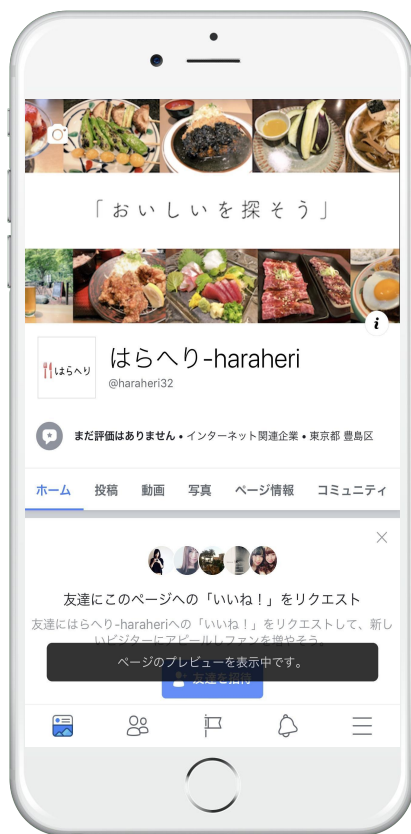 「おいしいを探そう」
はらへり
はらへり-haraheri
@haraheri32
まだ評価はありません • インターネット関連企業 • 東京都 豊島区
ホーム 投稿 動画 写真 ページ情報 コミュニティ
友達にこのページへの「いいね！」をリクエスト
友達にはらへり-haraheriへの「いいね！」をリクエストして、新し
いビジターにアピールしファンを増やそう。
ページのプレビューを表示中です。
友達を招待